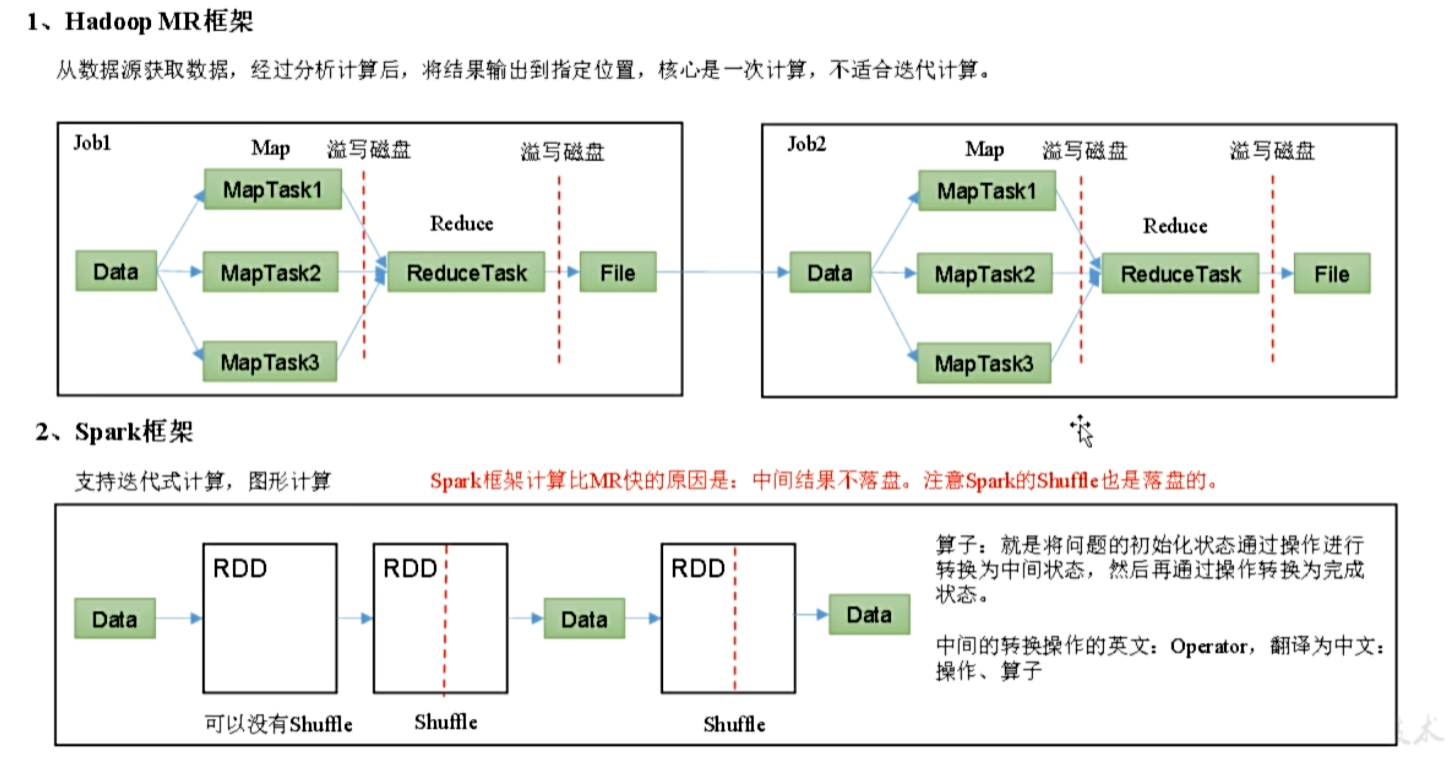 1、Hadoop MR框架
从数据源获取数据，经过分析计算后，将结果输出到指定位置，核心是一次计算，不适合迭代计算。
Job1
Map
溢写磁盘
溢写磁盘
MapTask1
Reduce
Data
MapTask2
ReduceTask
File
MapTask3
Job2
Map
溢写磁盘
溢写磁盘
MapTask1
Reduce
Data
MapTask2
ReduceTask
File
MapTask3
2、Spark框架
支持迭代式计算，图形计算
Spark框架计算比MR快的原因是：中间结果不落盘。注意Spark的Shuffle也是落盘的。
Data
RDD
可以没有Shuffle
RDD
Shuffle
Data
RDD
Shuffle
Data
算子：就是将问题的初始化状态通过操作进行
转换为中间状态，然后再通过操作转换为完成
状态。
中间的转换操作的英文：Operator，翻译为中文：
操作、算子
术